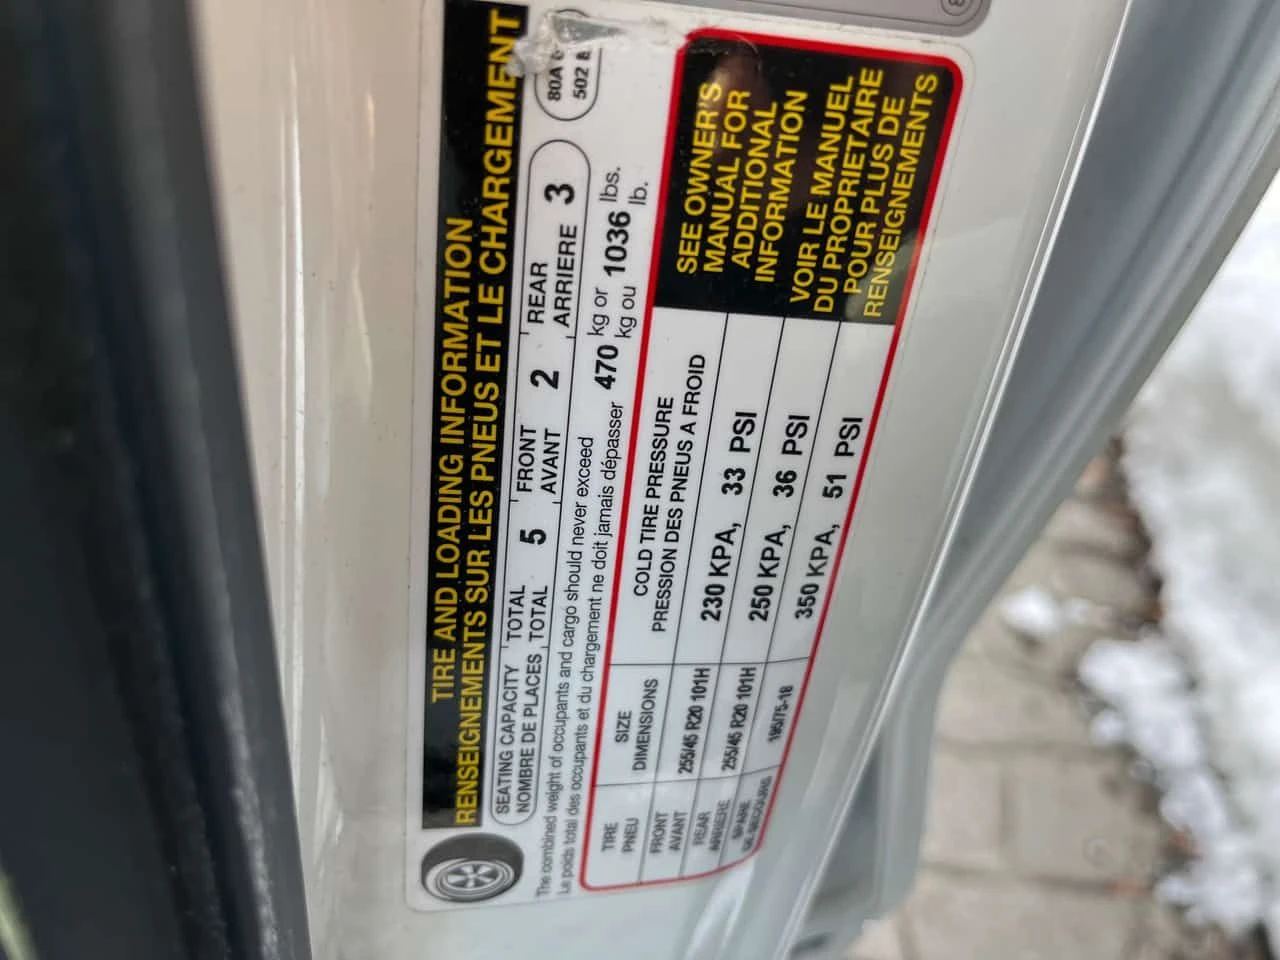 TIRE AND LOADING INFORMATION
RENSEIGNEMENTS SUR LES PNEUS ET LE CHARGEMENT
SEATING CAPACITY TOTAL 5 FRONT 2 REAR 3
NOMBRE DE PLACES TOTAL AVANT ARRIERE
80A
502
The combined weight of occupants and cargo should never exceed 470 kg or 1036 lbs.
Le poids total des occupants et du chargement ne doit jamais dépasser kg ou lb.
TIRE SIZE COLD TIRE PRESSURE
PNEU DIMENSIONS PRESSION DES PNEUS A FROID
FRONT 255/45 R20 101H 230 KPA, 33 PSI
AVANT
REAR 255/45 R20 101H 250 KPA, 36 PSI
ARRIERE
SPARE 195/75-18 350 KPA, 51 PSI
DE SECOURS
SEE OWNER'S
MANUAL FOR
ADDITIONAL
INFORMATION
VOIR LE MANUEL
DU PROPRIETAIRE
POUR PLUS DE
RENSEIGNEMENTS